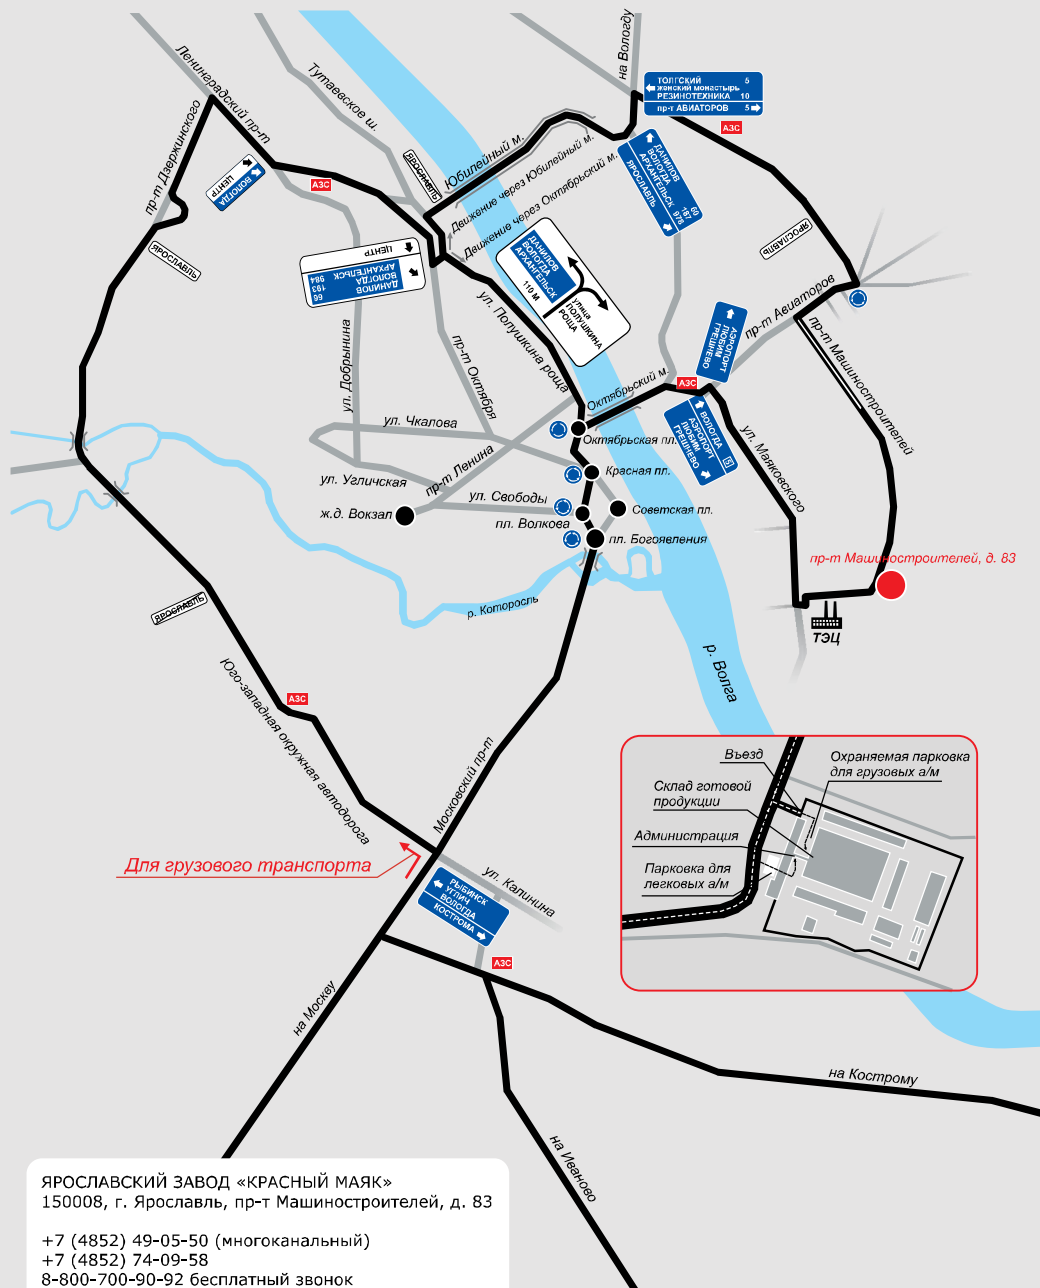 на Вологду
Ленинградский пр-т
Тутаевское ш.
ТОЛГСКИЙ 5
женский монастырь
РЕЗИНОТЕХНИКА 10
пр-т АВИАТОРОВ 5
АЗС
пр-т Дзержинского
ВОЛОГДА
ЦЕНТР
АЗС
ЯРОСЛАВЛЬ
Юбилейный м.
Движение через Юбилейный м.
Движение через Октябрьский м.
ДАНИЛОВ 60
ВОЛОГДА 187
АРХАНГЕЛЬСК 978
ЯРОСЛАВЛЬ
ЯРОСЛАВЛЬ
ЯРОСЛАВЛЬ
ЦЕНТР
ДАНИЛОВ 66
ВОЛОГДА 193
АРХАНГЕЛЬСК 984
ДАНИЛОВ
ВОЛОГДА
АРХАНГЕЛЬСК
110 М
улица
ПОЛУШКИНА
РОЩА
ул. Полушкина роща
пр-т Авиаторов
АЭРОПОРТ
ЛЮБИМ
ГРЕШНЕВО
пр-т Машиностроителей
ул. Добрынина
пр-т Октября
Октябрьский м.
АЗС
ВОЛОГДА
АЭРОПОРТ
ЛЮБИМ
ГРЕШНЕВО
ул. Чкалова
Октябрьская пл.
ул. Маяковского
пр-т Ленина
Красная пл.
ул. Угличская
ул. Свободы
Советская пл.
ж.д. Вокзал
пл. Волкова
пл. Богоявления
пр-т Машиностроителей, д. 83
ЯРОСЛАВЛЬ
р. Которосль
ТЭЦ
р. Волга
Юго-западная окружная автодорога
АЗС
Московский пр-т
Въезд
Охраняемая парковка
для грузовых а/м
Склад готовой
продукции
Администрация
Парковка для
легковых а/м
Для грузового транспорта
ул. Калинина
РЫБИНСК
УГЛИЧ
ВОЛОГДА
КОСТРОМА
АЗС
на Москву
на Кострому
на Иваново
ЯРОСЛАВСКИЙ ЗАВОД «КРАСНЫЙ МАЯК»
150008, г. Ярославль, пр-т Машиностроителей, д. 83
+7 (4852) 49-05-50 (многоканальный)
+7 (4852) 74-09-58
8-800-700-90-92 бесплатный звонок